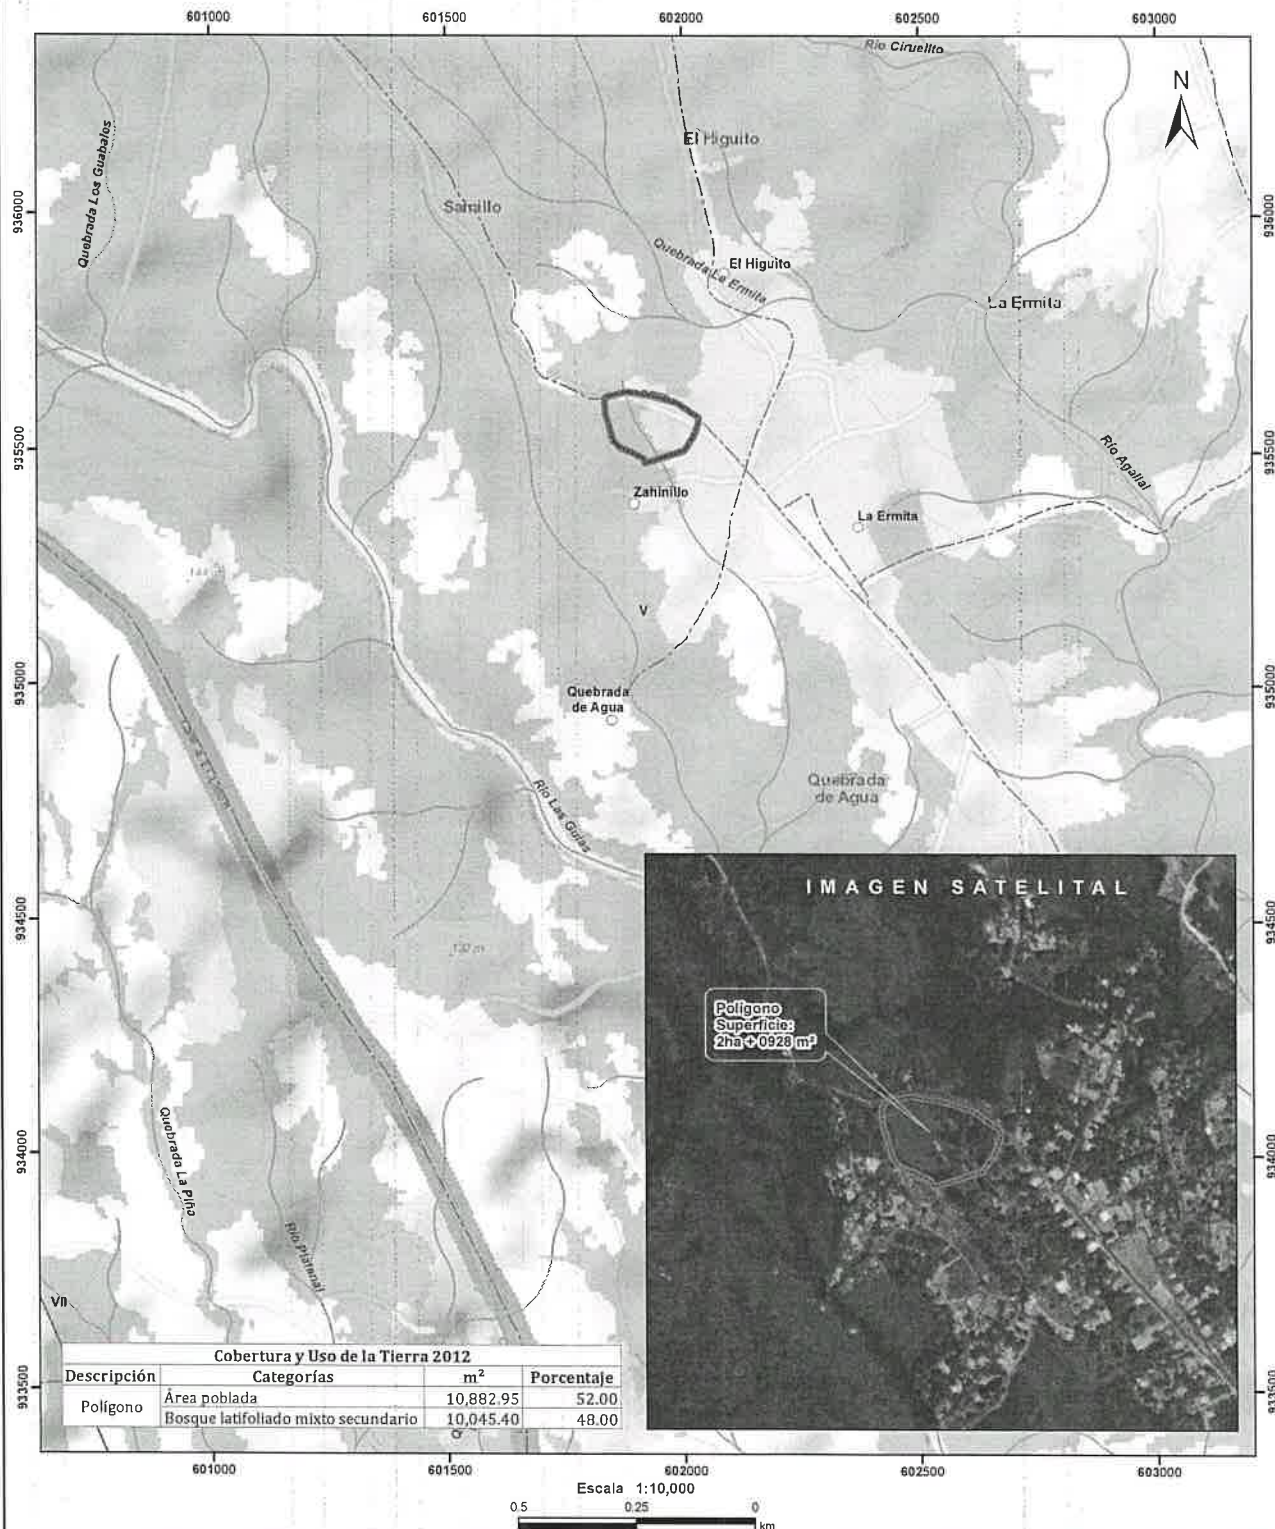 601000 601500 602000 602500 603000
Río Ciruelito
N
El Higuito
Quebrada Los Guabales
936000
936000
Quebrada La Ermita
El Higuito
La Ermita
935500
935500
Río Agallal
Zahinillo
La Ermita
V
935000
935000
Quebrada
de Agua
Quebrada
de Agua
Río Las Guias
IMAGEN SATELITAL
934500
934500
132 m
Polígono
Superficie:
2ha + 0928 m²
934000
934000
Quebrada La Piña
Río Platanal
VII
Cobertura y Uso de la Tierra 2012
Descripción Categorías m² Porcentaje
Polígono
Área poblada 10,882.95 52.00
Bosque latifoliado mixto secundario 10,045.40 48.00
933500
933500
601000 601500 602000 602500 603000
Escala 1:10,000
0.5 0.25 0
km